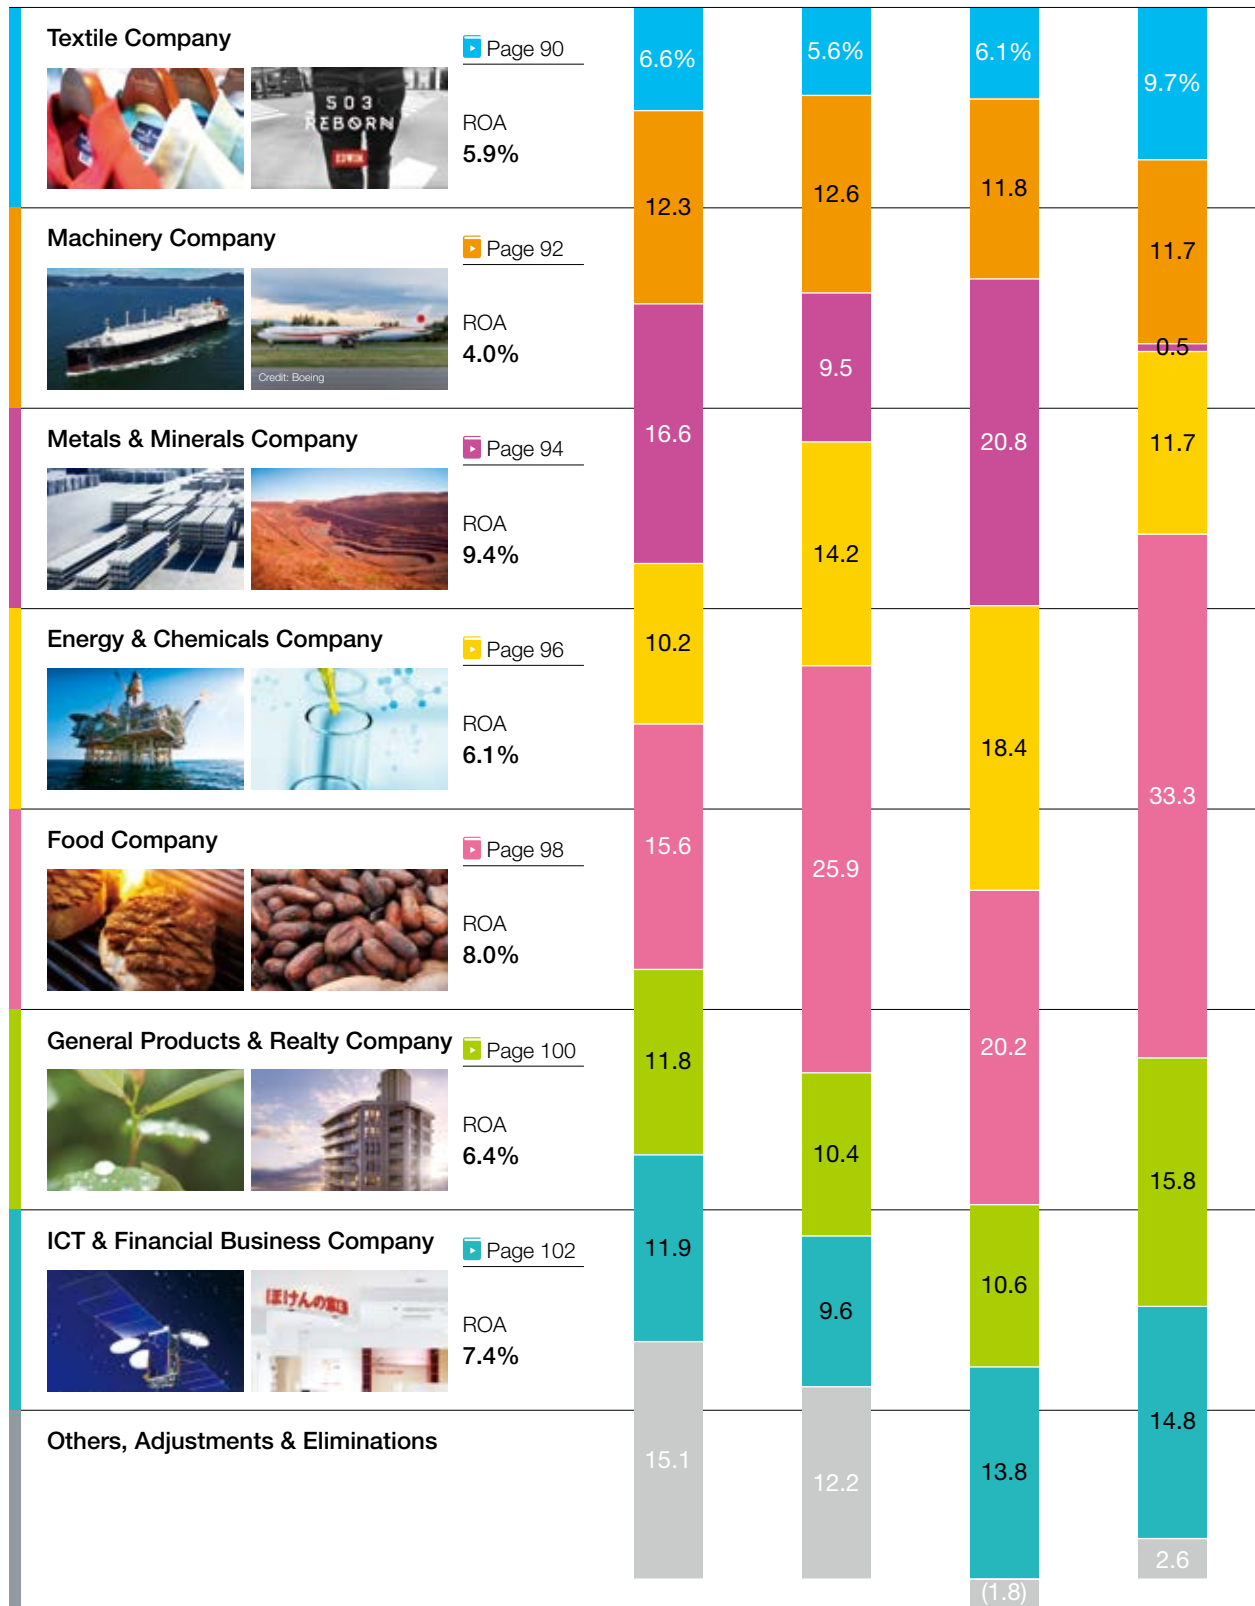 Textile Company
Page 90
503
REBORN
EDWIN
ROA
5.9%
Machinery Company
Page 92
Credit: Boeing
ROA
4.0%
Metals & Minerals Company
Page 94
ROA
9.4%
Energy & Chemicals Company
Page 96
ROA
6.1%
Food Company
Page 98
ROA
8.0%
General Products & Realty Company
Page 100
ROA
6.4%
ICT & Financial Business Company
Page 102
ほけんの窓口
ROA
7.4%
Others, Adjustments & Eliminations
6.6%
12.3
16.6
10.2
15.6
11.8
11.9
15.1
5.6%
12.6
9.5
14.2
25.9
10.4
9.6
12.2
6.1%
11.8
20.8
18.4
20.2
10.6
13.8
(1.8)
9.7%
11.7
0.5
11.7
33.3
15.8
14.8
2.6